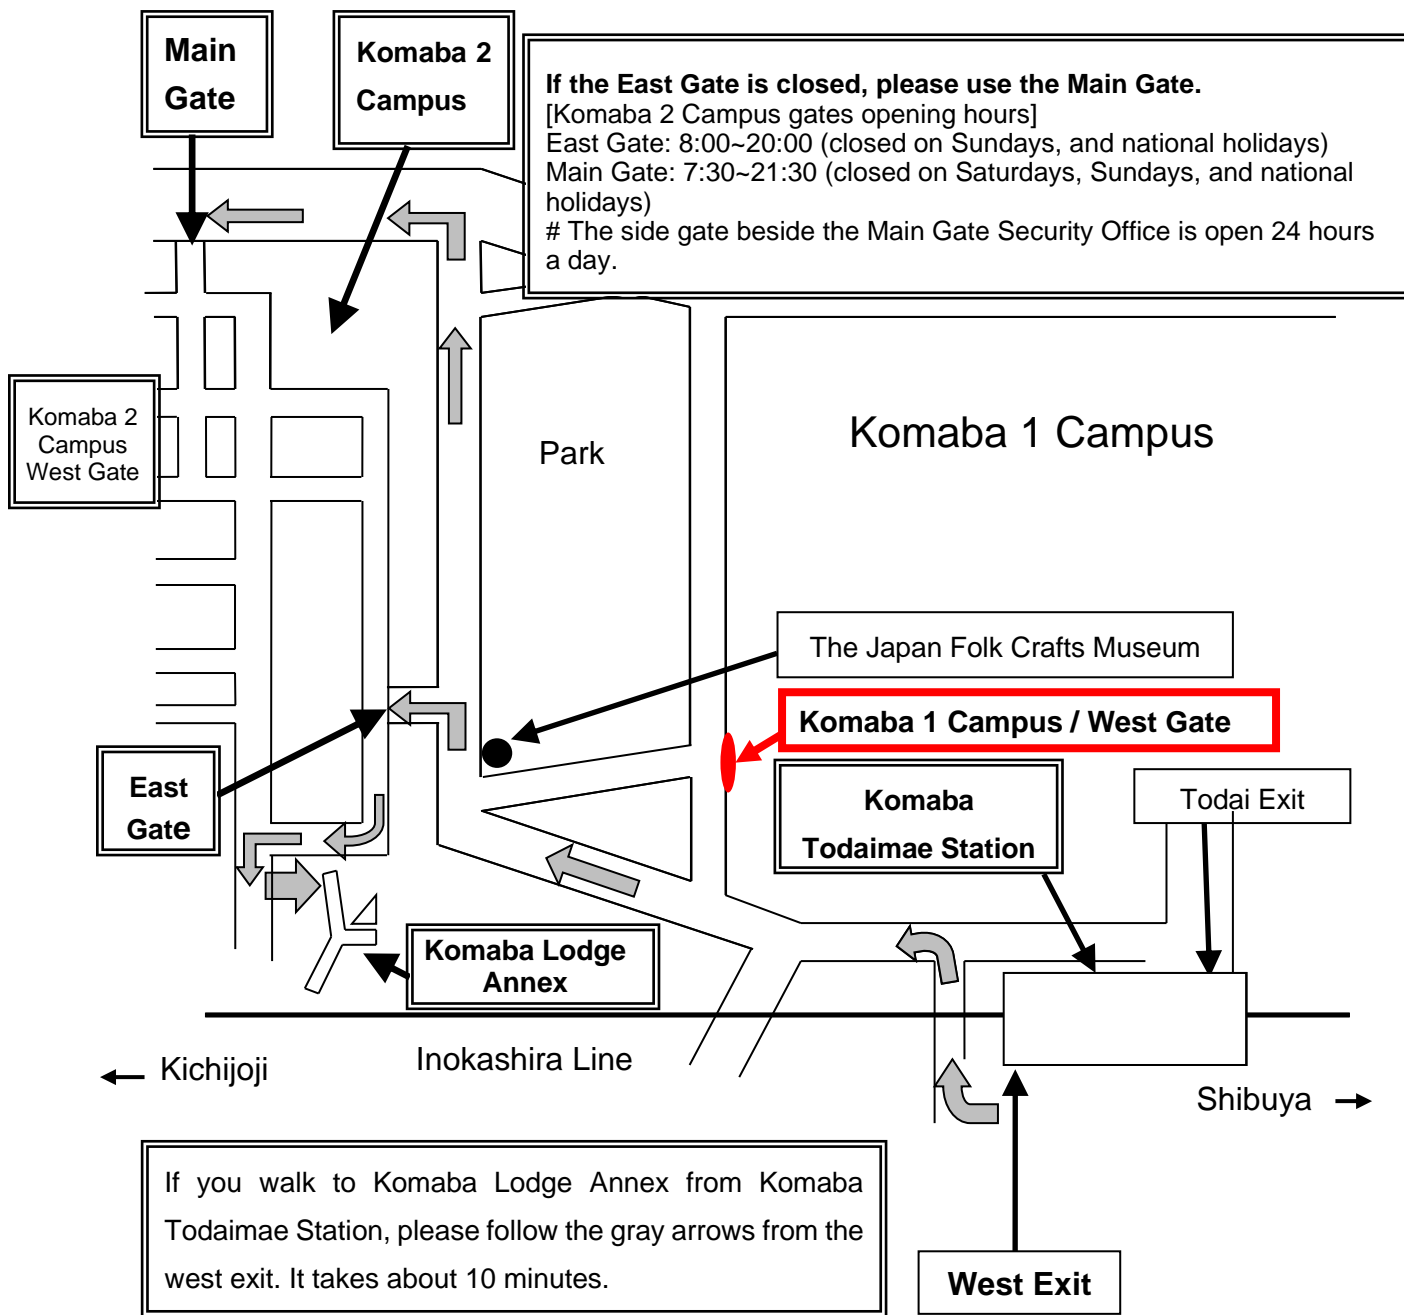 Main
Gate
Komaba 2
Campus
If the East Gate is closed, please use the Main Gate.
[Komaba 2 Campus gates opening hours]
East Gate: 8:00~20:00 (closed on Sundays, and national holidays)
Main Gate: 7:30~21:30 (closed on Saturdays, Sundays, and national
holidays)
# The side gate beside the Main Gate Security Office is open 24 hours
a day.
Komaba 2
Campus
West Gate
Park
Komaba 1 Campus
The Japan Folk Crafts Museum
Komaba 1 Campus / West Gate
East
Gate
Komaba
Todaimae Station
Todai Exit
Komaba Lodge
Annex
Inokashira Line
← Kichijoji
Shibuya →
If you walk to Komaba Lodge Annex from Komaba
Todaimae Station, please follow the gray arrows from the
west exit. It takes about 10 minutes.
West Exit